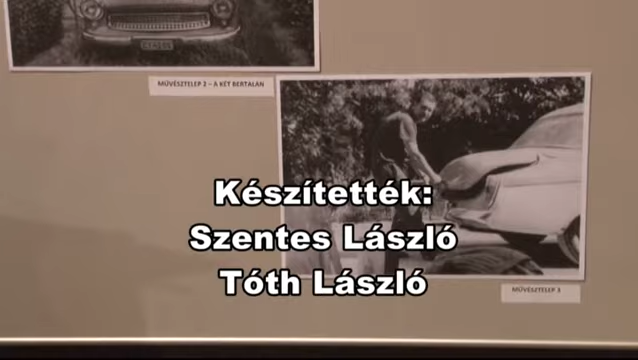 MŰVÉSZTELEP 2 – A KÉT BERTALAN
Készítették:
Szentes László
Tóth László
MŰVÉSZTELEP 3